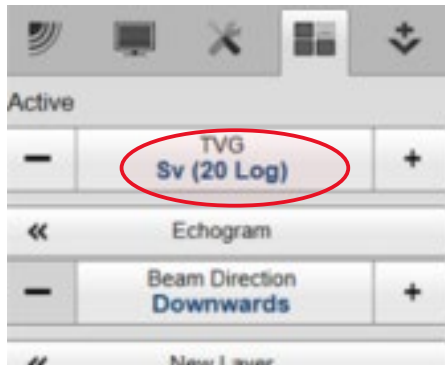 Active
TVG
− Sv (20 Log) +
« Echogram
Beam Direction
− Downwards +
« New Layer